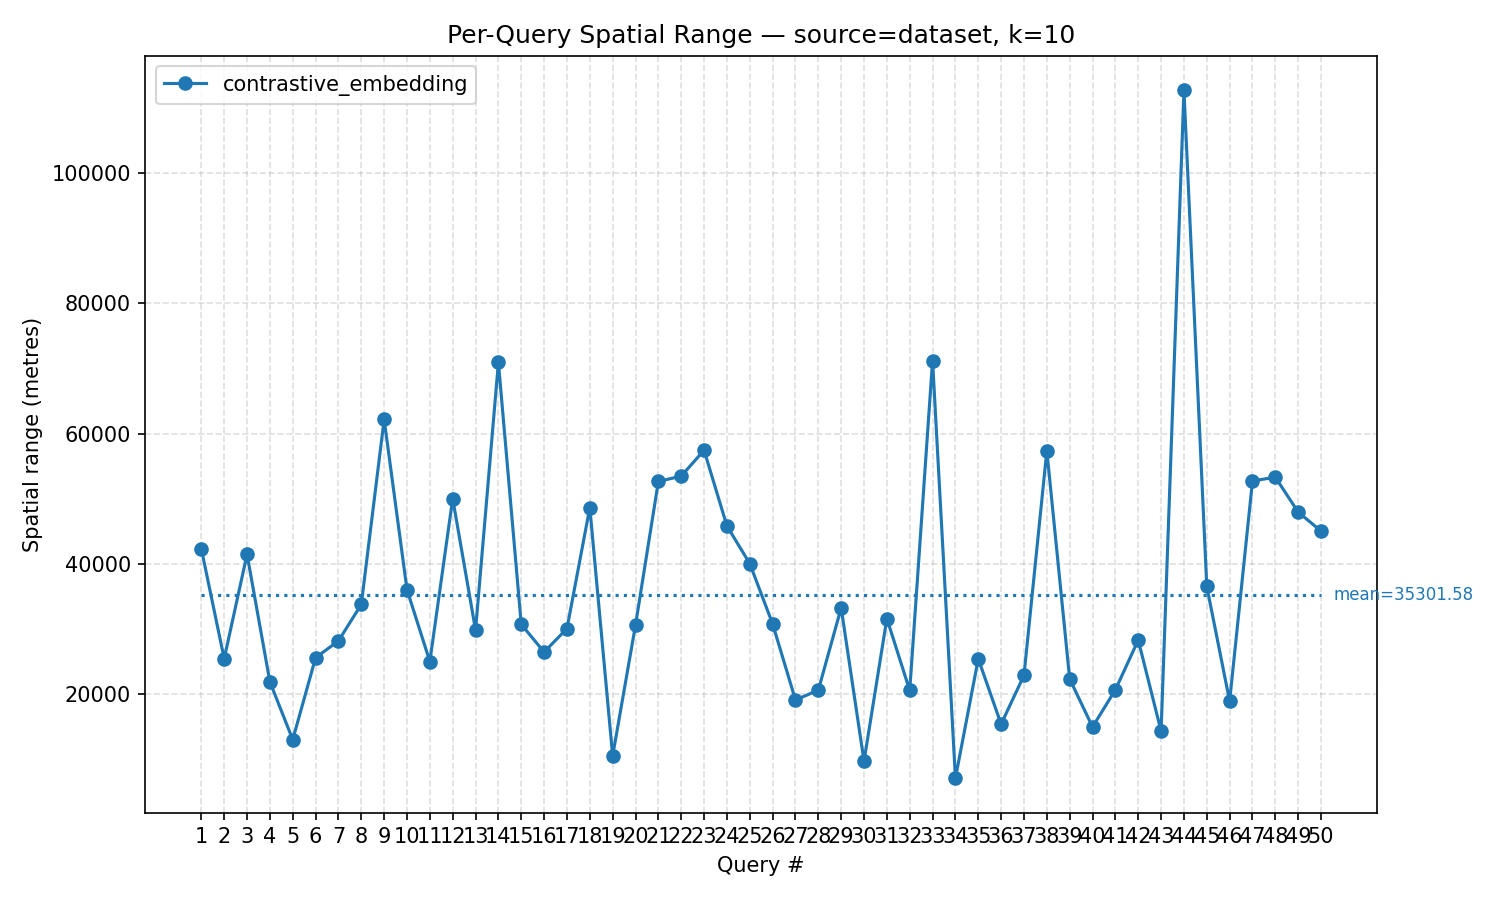 Per-Query Spatial Range — source=dataset, k=10
contrastive_embedding
Spatial range (metres)
100000
80000
60000
40000
20000
mean=35301.58
1 2 3 4 5 6 7 8 9 10 11 12 13 14 15 16 17 18 19 20 21 22 23 24 25 26 27 28 29 30 31 32 33 34 35 36 37 38 39 40 41 42 43 44 45 46 47 48 49 50
Query #